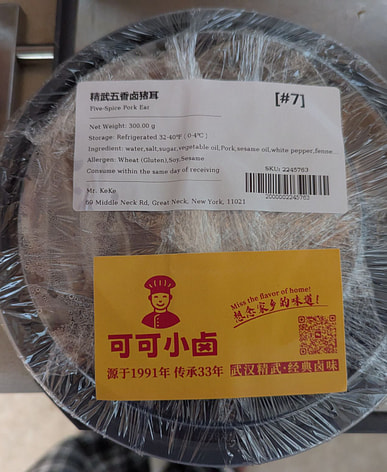 精武五香卤猪耳
Five-Spice Pork Ear
[#7]
Net Weight: 300.00 g
Storage: Refrigerated 32-40°F ( 0-4°C )
Ingredient: water,salt,sugar,vegetable oil,Pork,sesame oil,white pepper,fenne...
Allergen: Wheat (Gluten),Soy,Sesame
Consume within the same day of receiving
SKU: 2245763
2000002245763
Mr. KeKe
60 Middle Neck Rd, Great Neck, New York, 11021
Miss the flavor of home!
想念家乡的味道!
可可小卤
源于1991年 传承33年
武汉精武·经典卤味